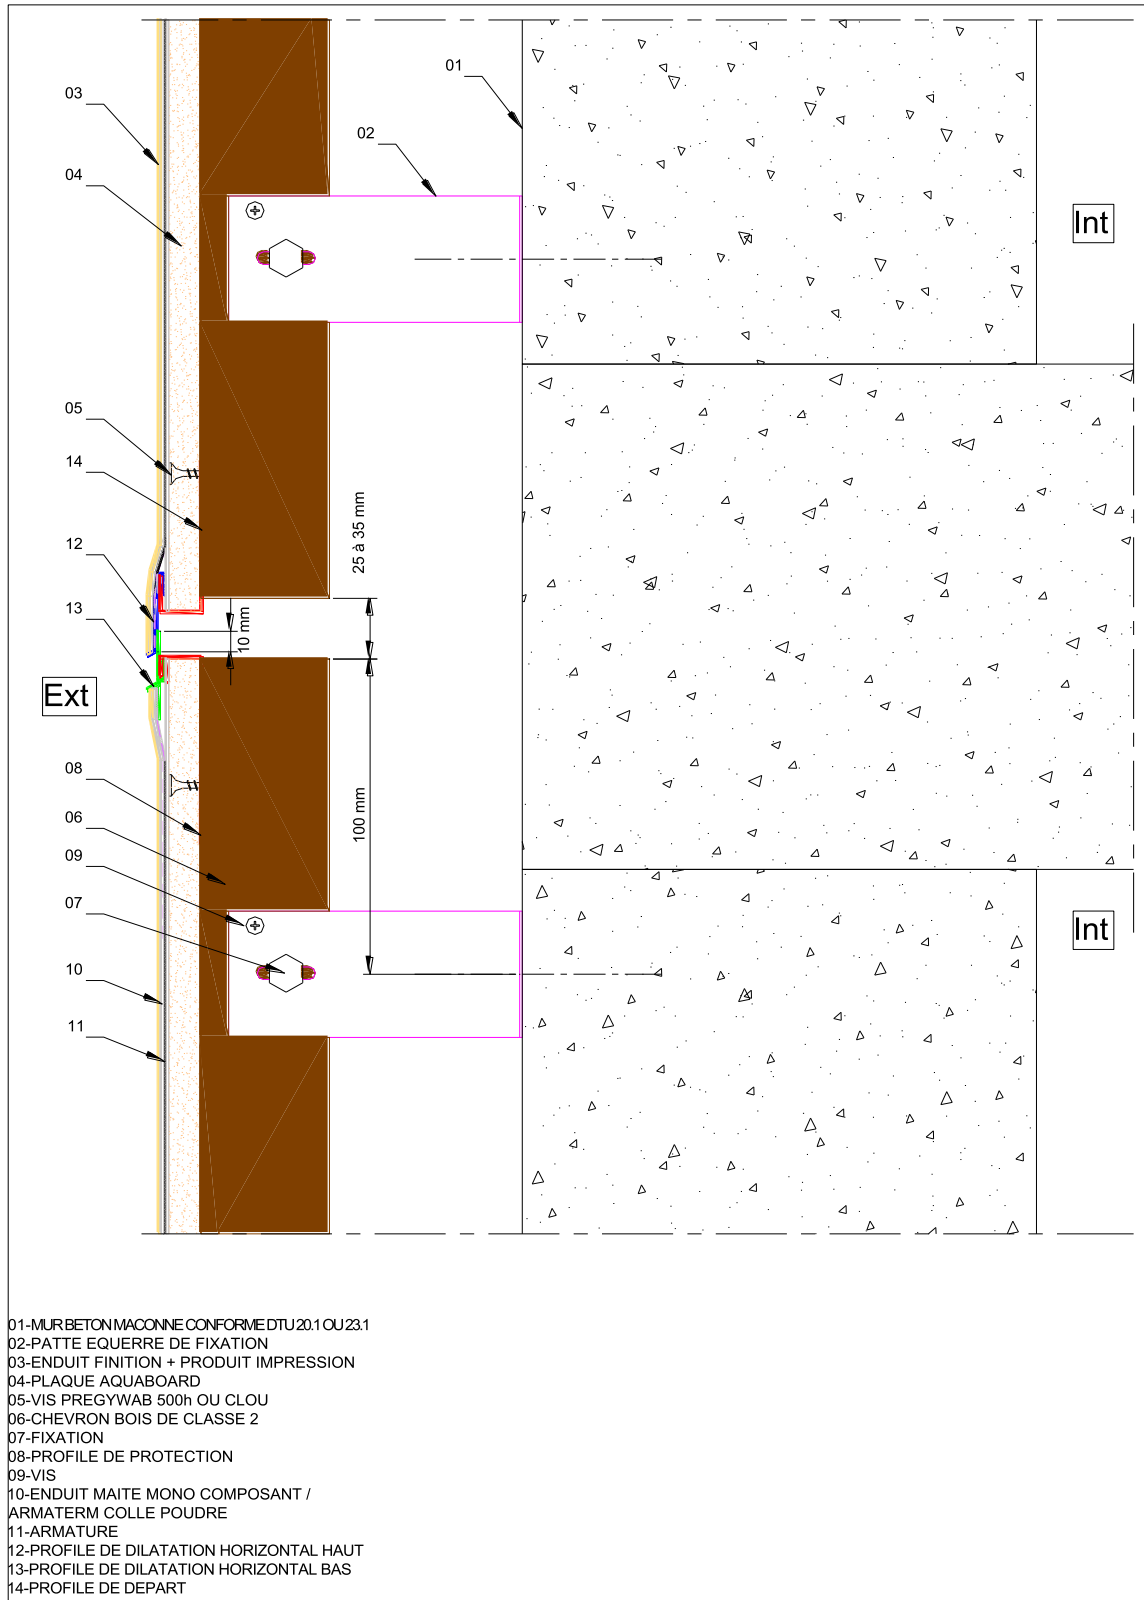 01
03
02
04
Int
05
14
25 à 35 mm
12
13
10 mm
Ext
08
100 mm
06
09
07
Int
10
11
01-MUR BETON MACONNE CONFORME DTU 20.1 OU 23.1
02-PATTE EQUERRE DE FIXATION
03-ENDUIT FINITION + PRODUIT IMPRESSION
04-PLAQUE AQUABOARD
05-VIS PREGYWAB 500h OU CLOU
06-CHEVRON BOIS DE CLASSE 2
07-FIXATION
08-PROFILE DE PROTECTION
09-VIS
10-ENDUIT MAITE MONO COMPOSANT /
ARMATERM COLLE POUDRE
11-ARMATURE
12-PROFILE DE DILATATION HORIZONTAL HAUT
13-PROFILE DE DILATATION HORIZONTAL BAS
14-PROFILE DE DEPART